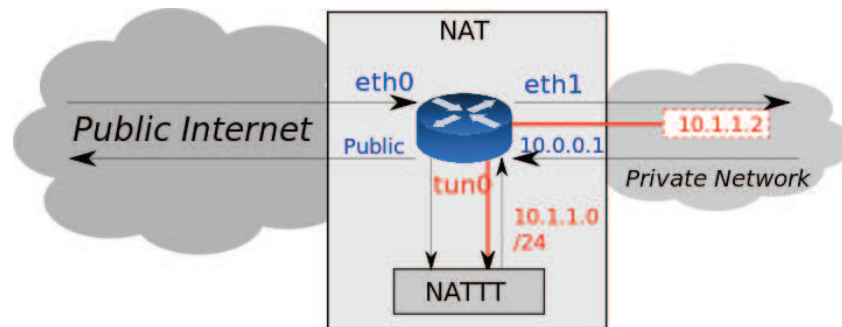 NAT
eth0
eth1
Public Internet
Public
10.0.0.1
10.1.1.2
tun0
Private Network
10.1.1.0
/24
NATTT